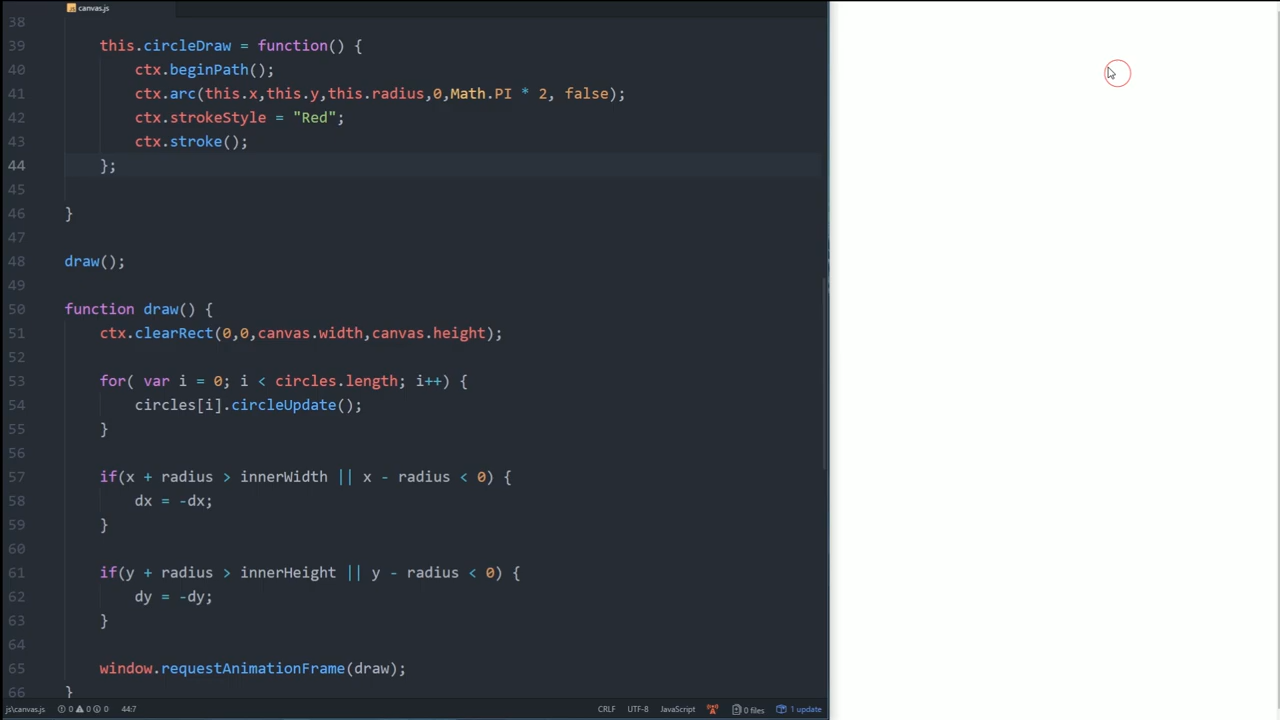 canvas.js
38
39 this.circleDraw = function() {
40 ctx.beginPath();
41 ctx.arc(this.x,this.y,this.radius,0,Math.PI * 2, false);
42 ctx.strokeStyle = "Red";
43 ctx.stroke();
44 };
45
46 }
47
48 draw();
49
50 function draw() {
51 ctx.clearRect(0,0,canvas.width,canvas.height);
52
53 for( var i = 0; i < circles.length; i++) {
54 circles[i].circleUpdate();
55 }
56
57 if(x + radius > innerWidth || x - radius < 0) {
58 dx = -dx;
59 }
60
61 if(y + radius > innerHeight || y - radius < 0) {
62 dy = -dy;
63 }
64
65 window.requestAnimationFrame(draw);
66 }
js\canvas.js 0 0 0 44:7 CRLF UTF-8 JavaScript 0 files 1 update